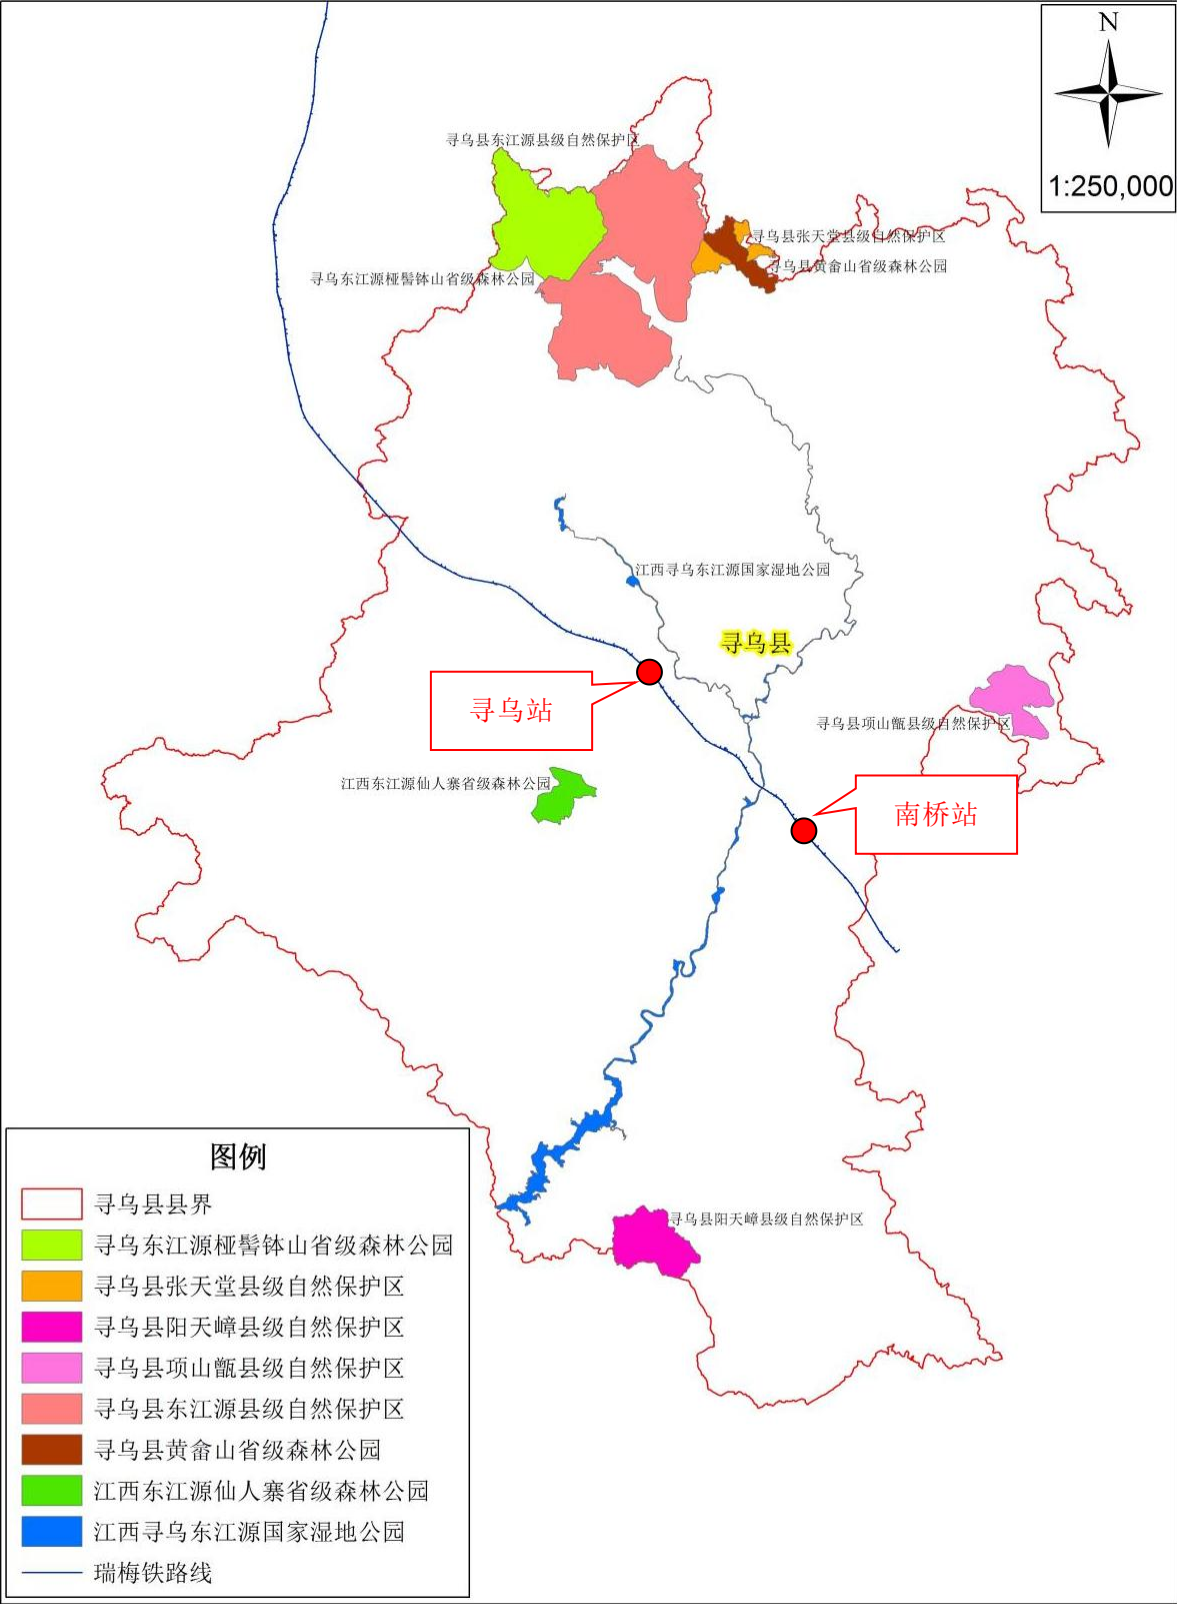 N
1:250,000
寻乌县东江源县级自然保护区
寻乌县张天堂县级自然保护区
寻乌县黄畲山省级森林公园
寻乌东江源桠髻钵山省级森林公园
江西寻乌东江源国家湿地公园
寻乌县
寻乌站
寻乌县项山甑县级自然保护区
江西东江源仙人寨省级森林公园
南桥站
寻乌县阳天嶂县级自然保护区
图例
寻乌县县界
寻乌东江源桠髻钵山省级森林公园
寻乌县张天堂县级自然保护区
寻乌县阳天嶂县级自然保护区
寻乌县项山甑县级自然保护区
寻乌县东江源县级自然保护区
寻乌县黄畲山省级森林公园
江西东江源仙人寨省级森林公园
江西寻乌东江源国家湿地公园
瑞梅铁路线